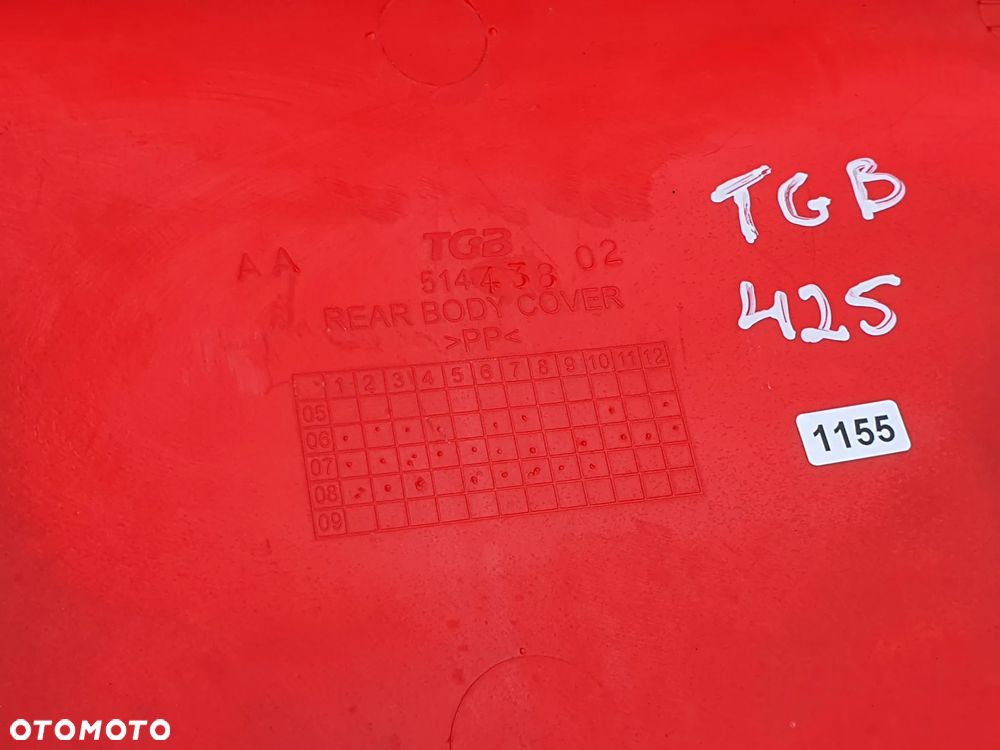 TGB
AA
514438 02
REAR BODY COVER
>PP<
1 2 3 4 5 6 7 8 9 10 11 12
05
06
07
08
09
TGB
425
1155
OTOMOTO